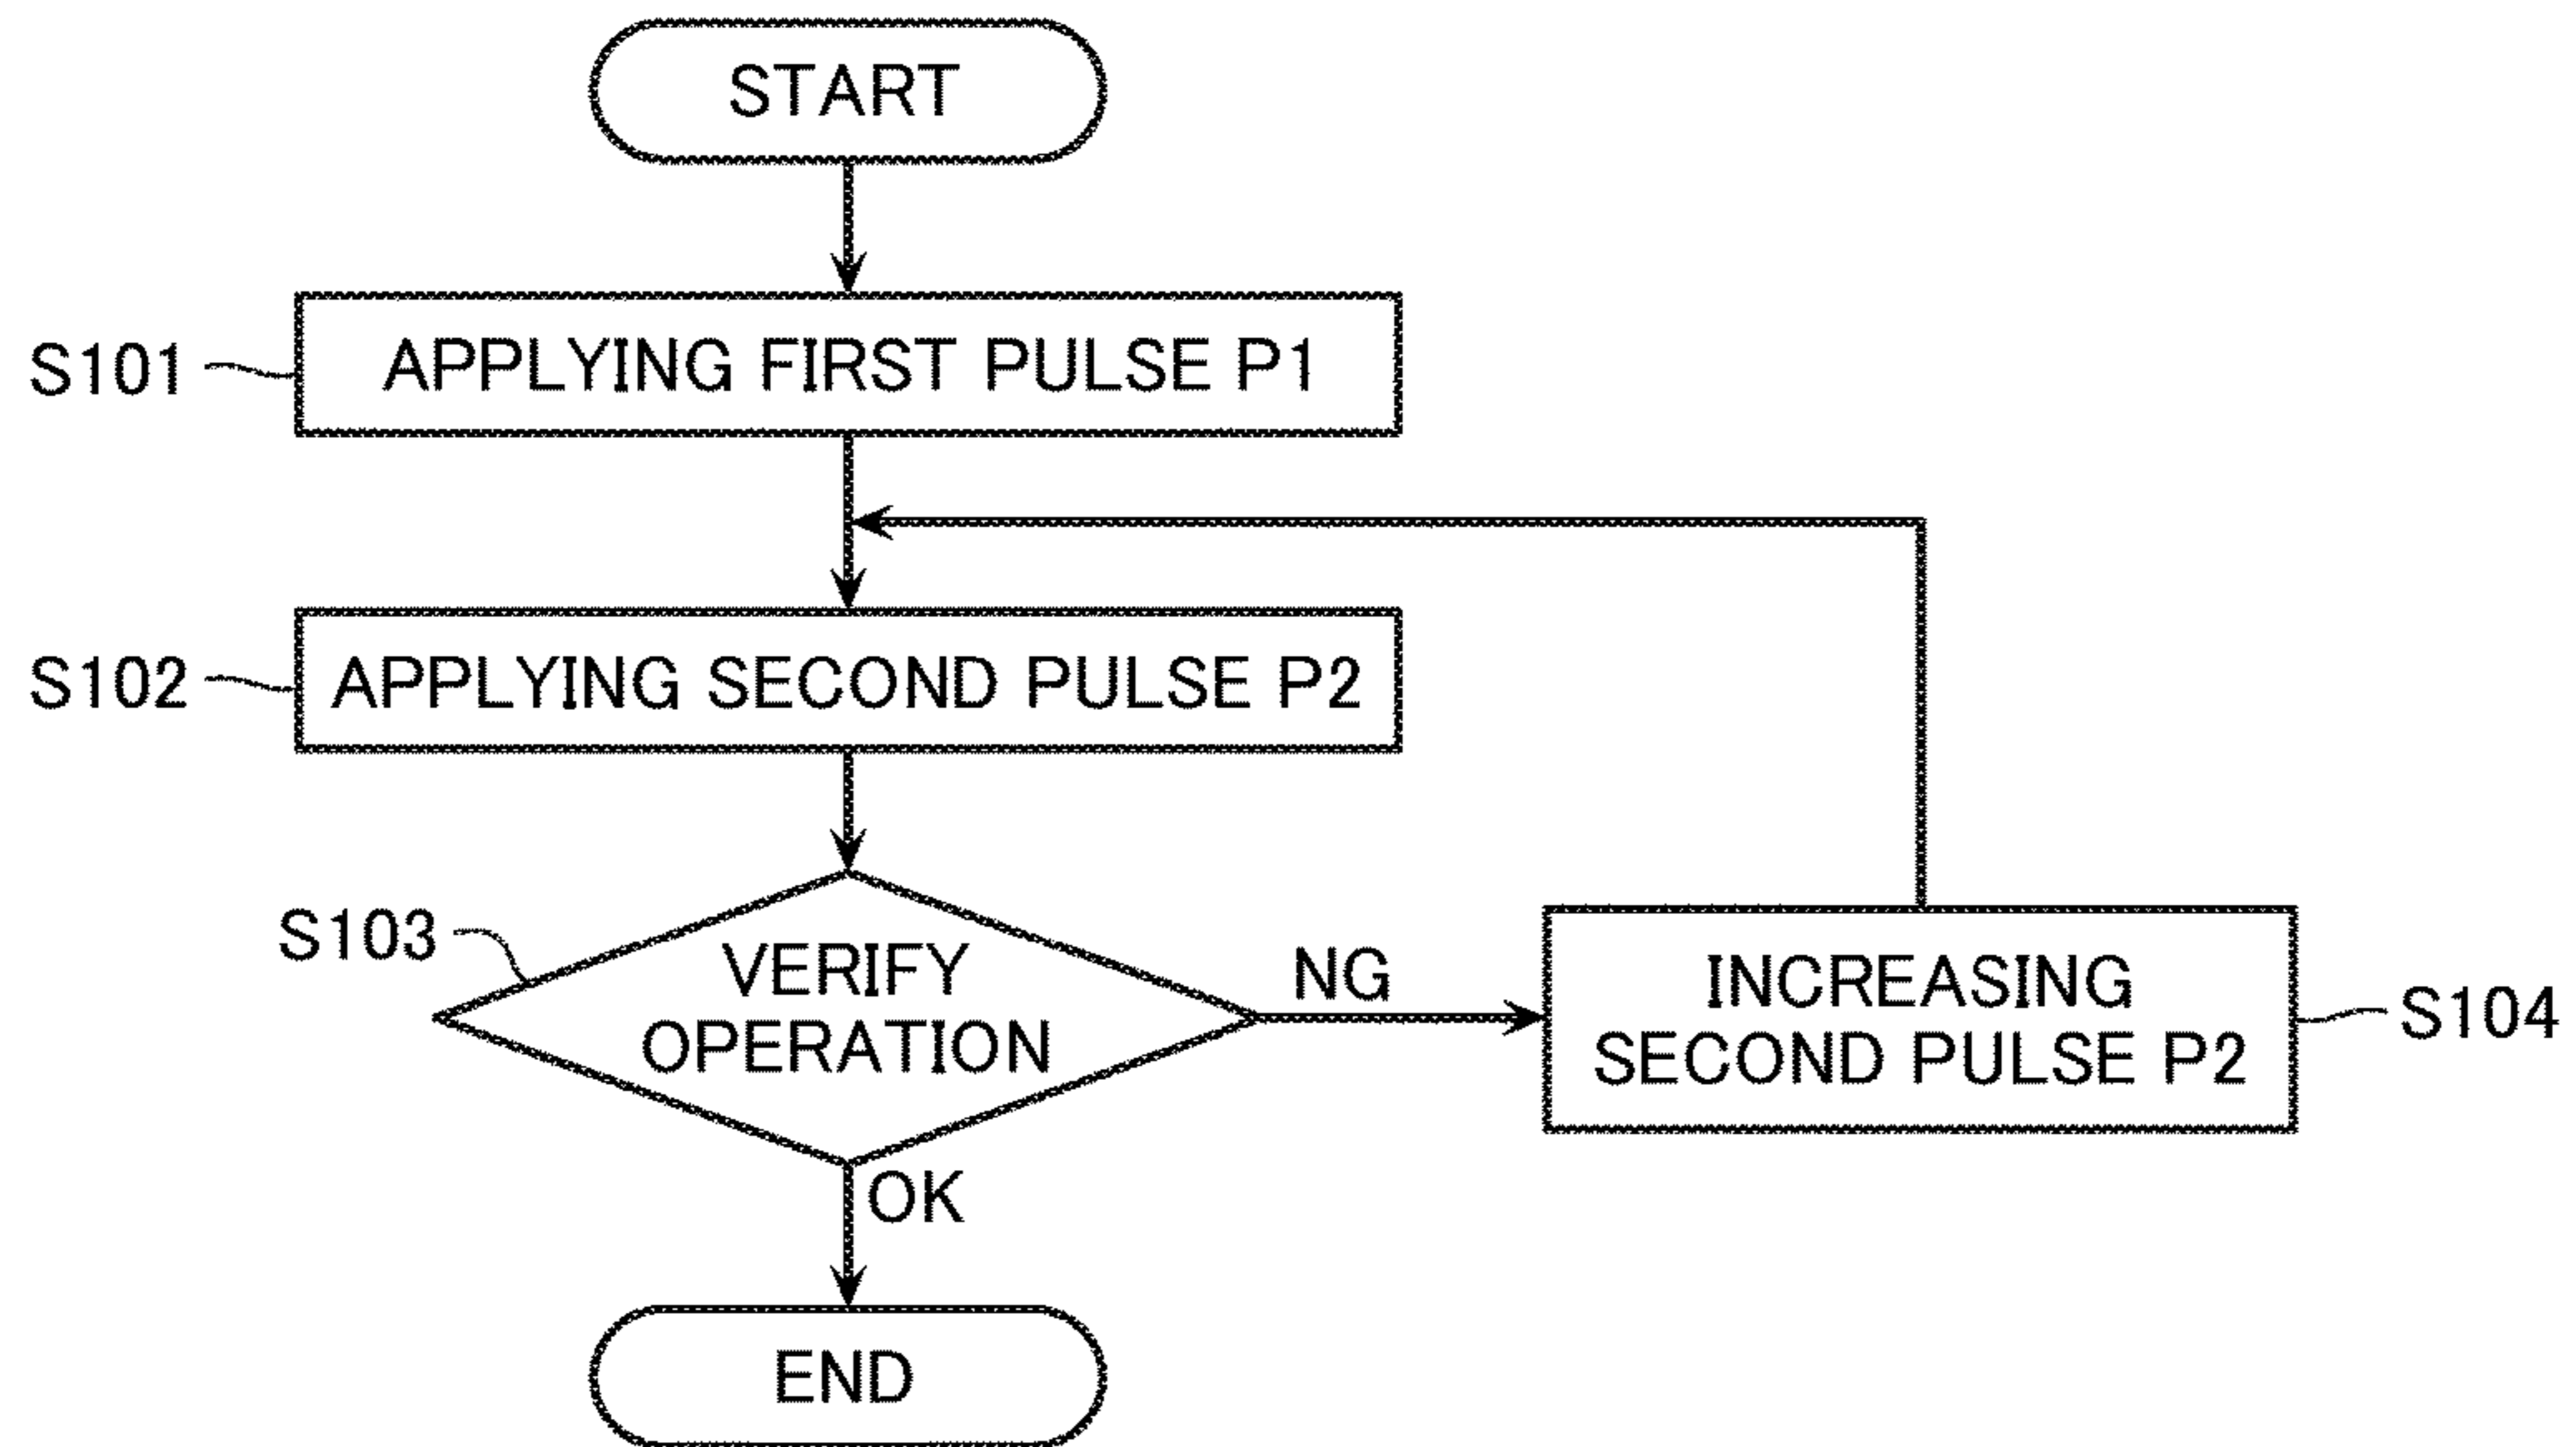 START
S101
APPLYING FIRST PULSE P1
S102
APPLYING SECOND PULSE P2
S103
VERIFY
OPERATION
NG
INCREASING
SECOND PULSE P2
S104
OK
END